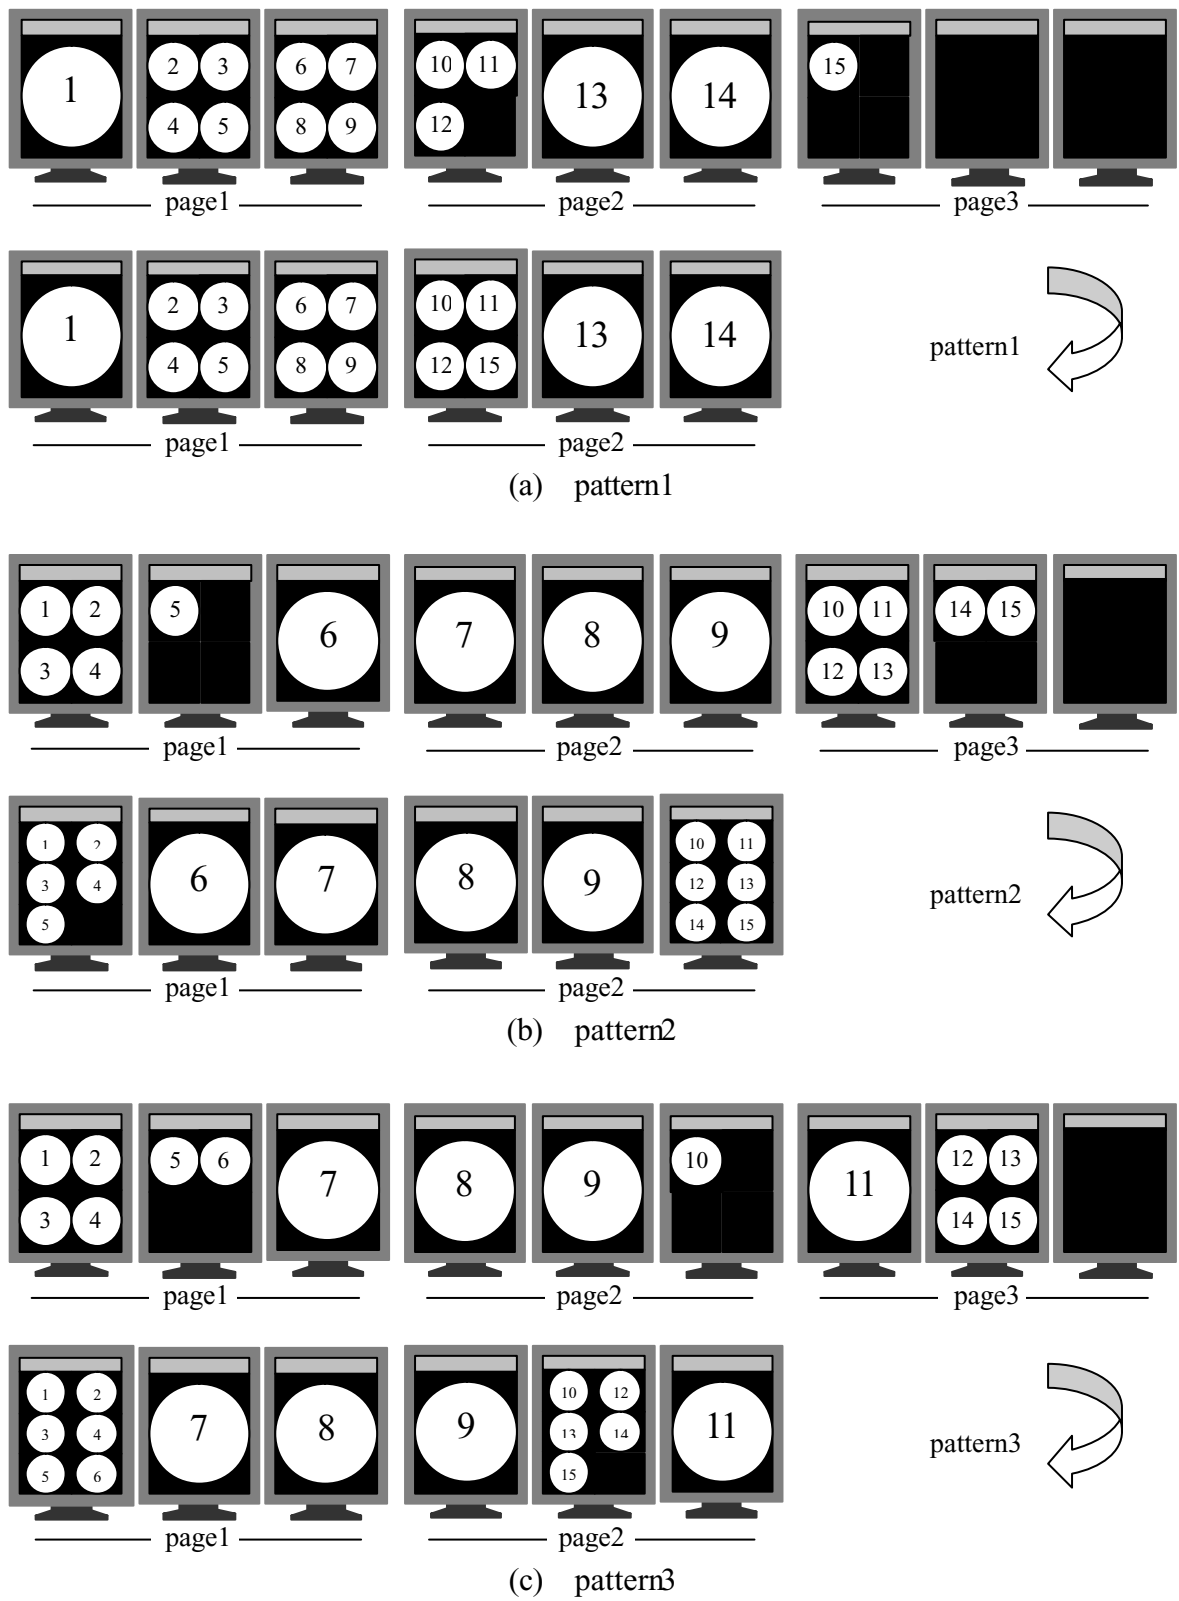 1 2 3 6 7 10 11 13 14 15
4 5 8 9 12
page1 page2 page3
1 2 3 6 7 10 11 13 14
4 5 8 9 12 15
pattern1
page1 page2
(a) pattern1
1 2 5 6 7 8 9 10 11 14 15
3 4 12 13
page1 page2 page3
1 2 6 7 8 9 10 11
3 4 12 13
5 14 15
pattern2
page1 page2
(b) pattern2
1 2 5 6 7 8 9 10 11 12 13
3 4 14 15
page1 page2 page3
1 2 7 8 9 10 12 11
3 4 13 14
5 6 15
pattern3
page1 page2
(c) pattern3